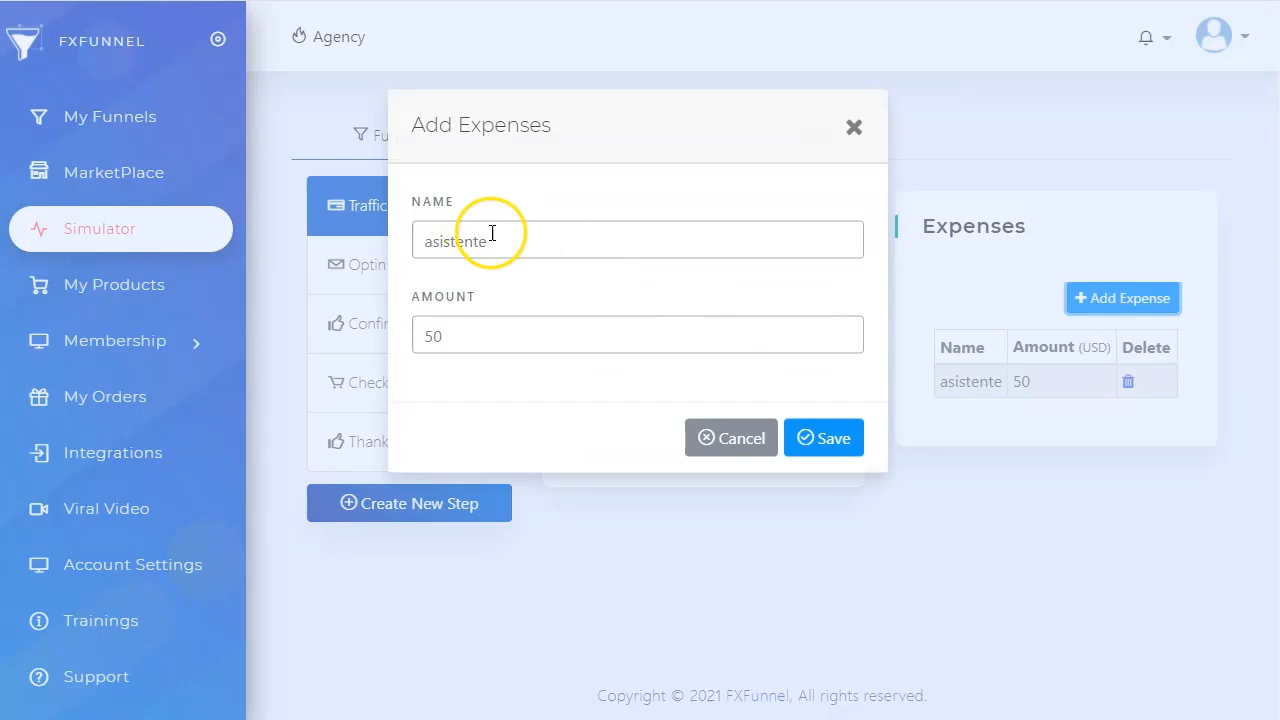 FXFUNNEL
My Funnels
MarketPlace
Simulator
My Products
Membership
My Orders
Integrations
Viral Video
Account Settings
Trainings
Support
Agency
Fu
Traffic
Optin
Confir
Check
Thank
Create New Step
Add Expenses
NAME
asistente
AMOUNT
50
Cancel
Save
Expenses
Add Expense
Name Amount (USD) Delete
asistente 50
Copyright © 2021 FXFunnel, All rights reserved.